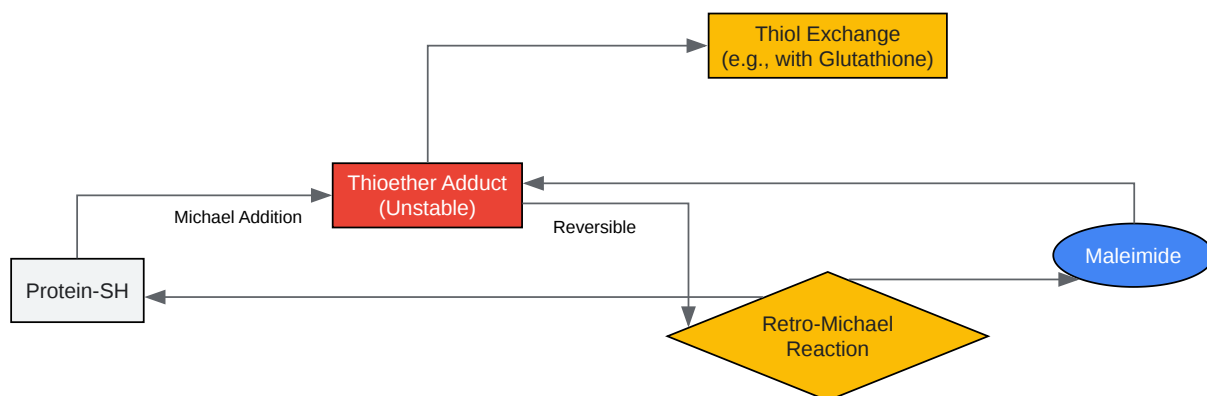 Thiol Exchange
(e.g., with Glutathione)
Thioether Adduct
(Unstable)
Michael Addition
Reversible
Maleimide
Protein-SH
Retro-Michael
Reaction